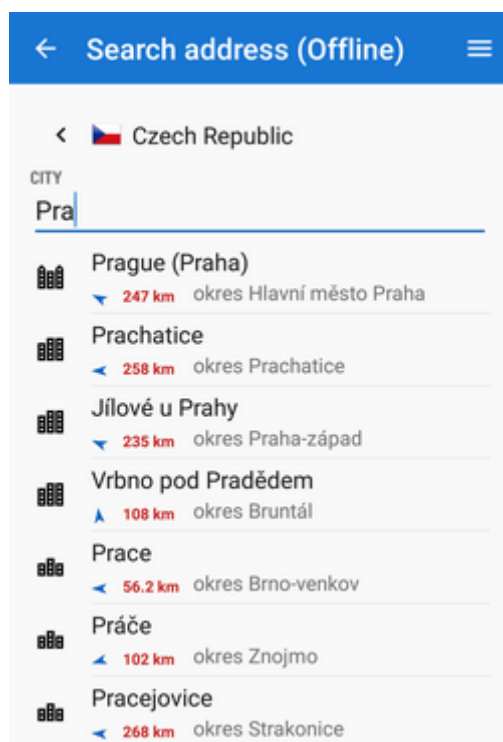 Search address (Offline)
Czech Republic
CITY
Pra
Prague (Praha)
247 km okres Hlavní město Praha
Prachatice
258 km okres Prachatice
Jílové u Prahy
235 km okres Praha-západ
Vrbno pod Pradědem
108 km okres Bruntál
Prace
56.2 km okres Brno-venkov
Práče
102 km okres Znojmo
Pracejovice
268 km okres Strakonice